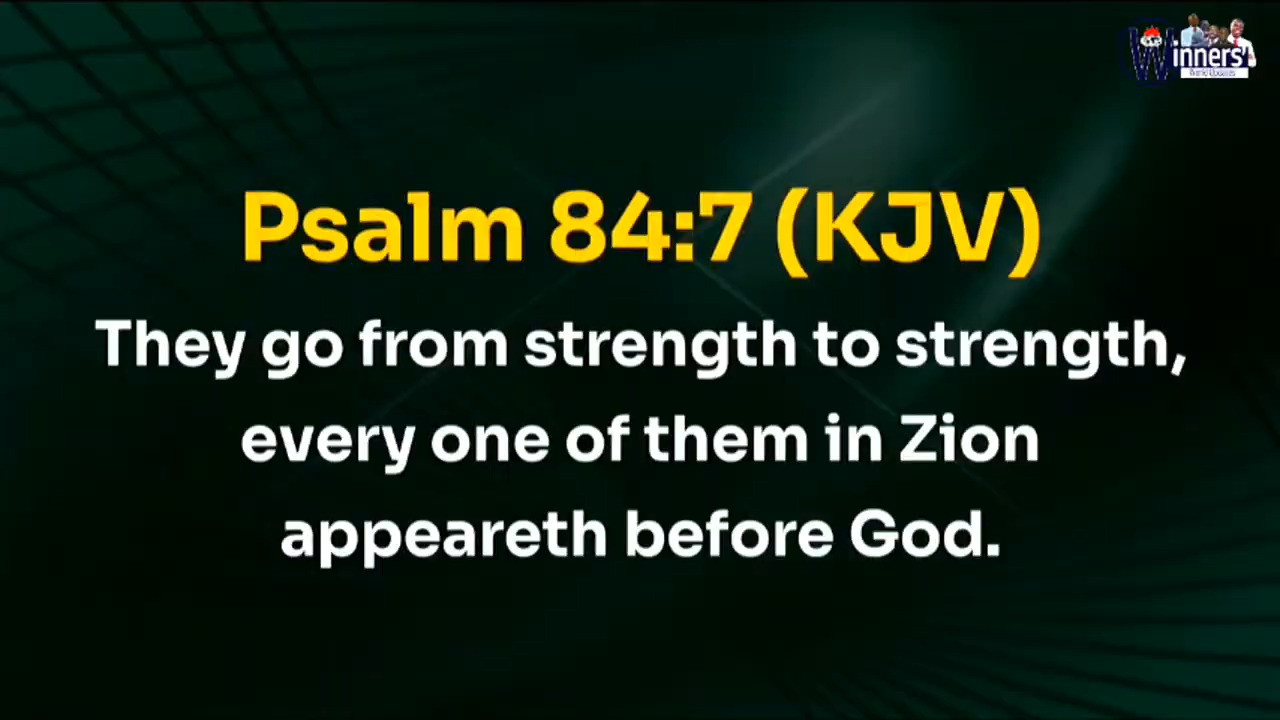 Winners'
Psalm 84:7 (KJV)
They go from strength to strength,
every one of them in Zion
appeareth before God.